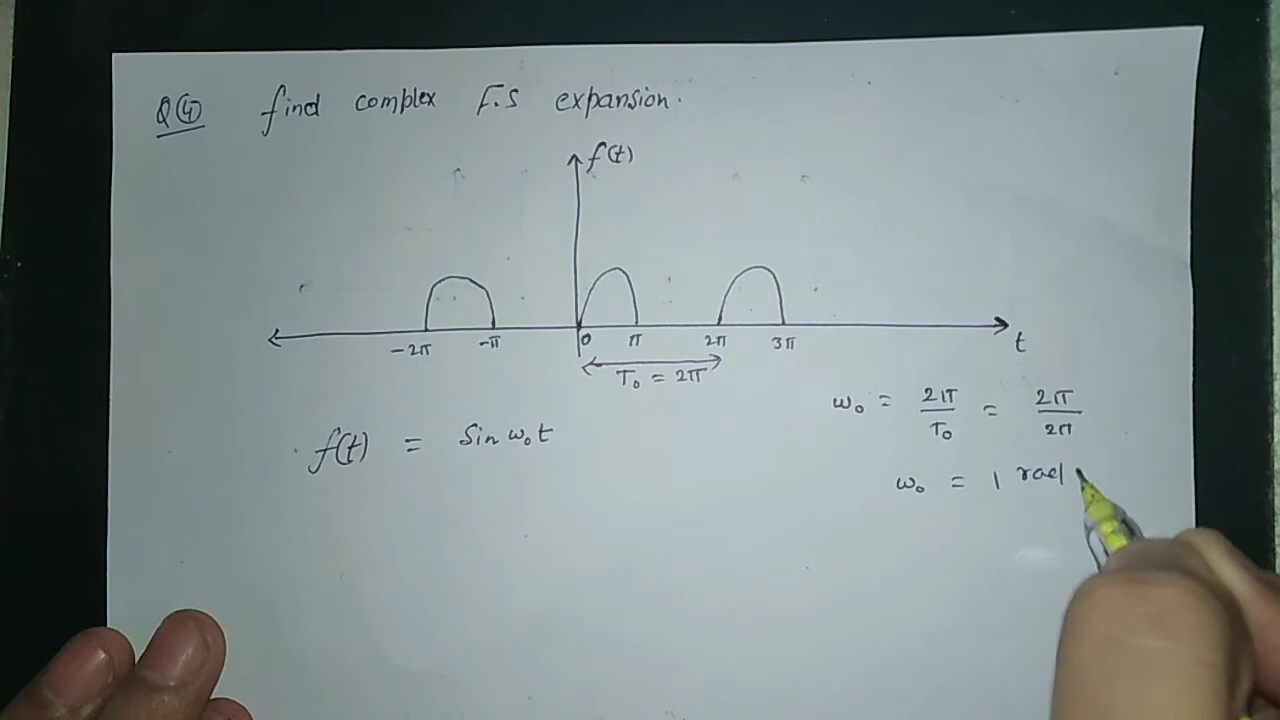 Q④ find complex F.S expansion.
f(t)
-2π -π 0 π 2π 3π t
T₀ = 2π
ω₀ = 2π/T₀ = 2π/2π
f(t) = Sin ω₀t
ω₀ = 1 rad